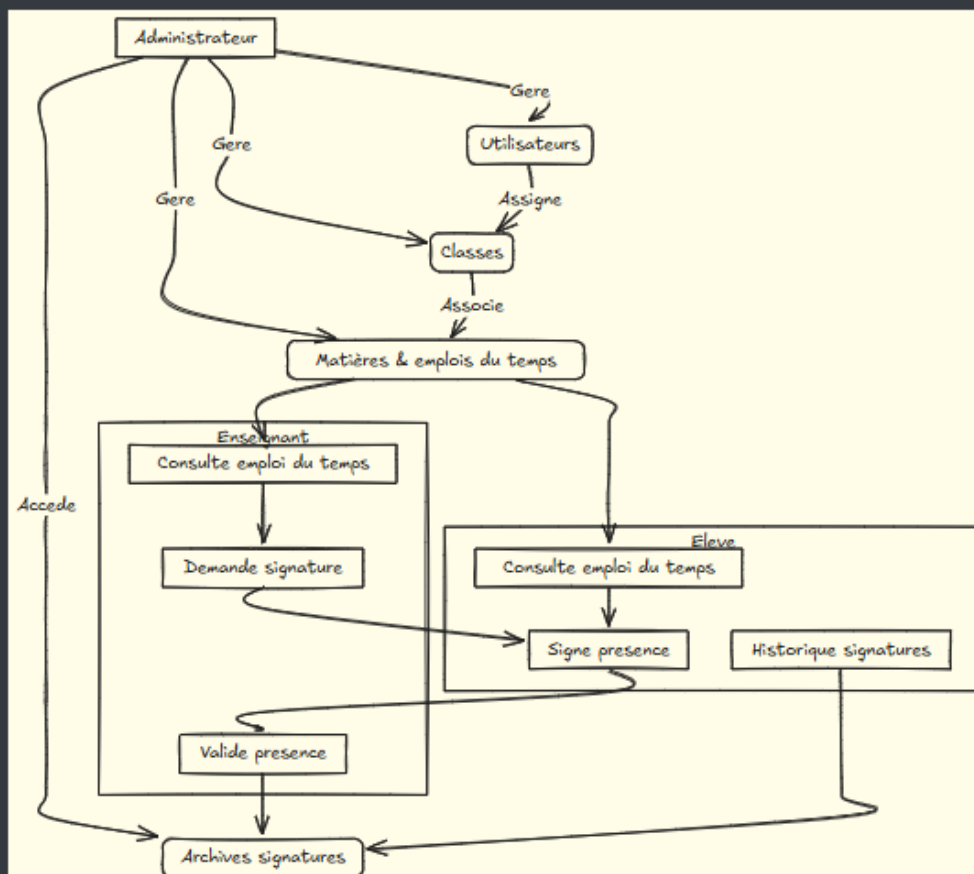 Administrateur
Gere
Utilisateurs
Gere
Gere
Assigne
Classes
Associe
Matières & emplois du temps
Enseignant
Consulte emploi du temps
Accede
Eleve
Demande signature
Consulte emploi du temps
Signe presence
Historique signatures
Valide presence
Archives signatures